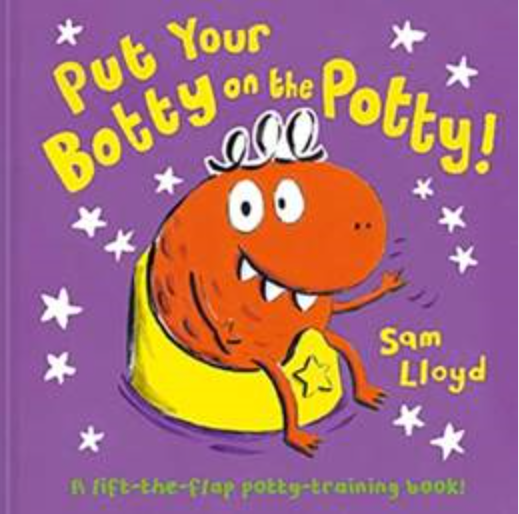 Put Your
Botty on the Potty!
Sam
Lloyd
A lift-the-flap potty-training book!